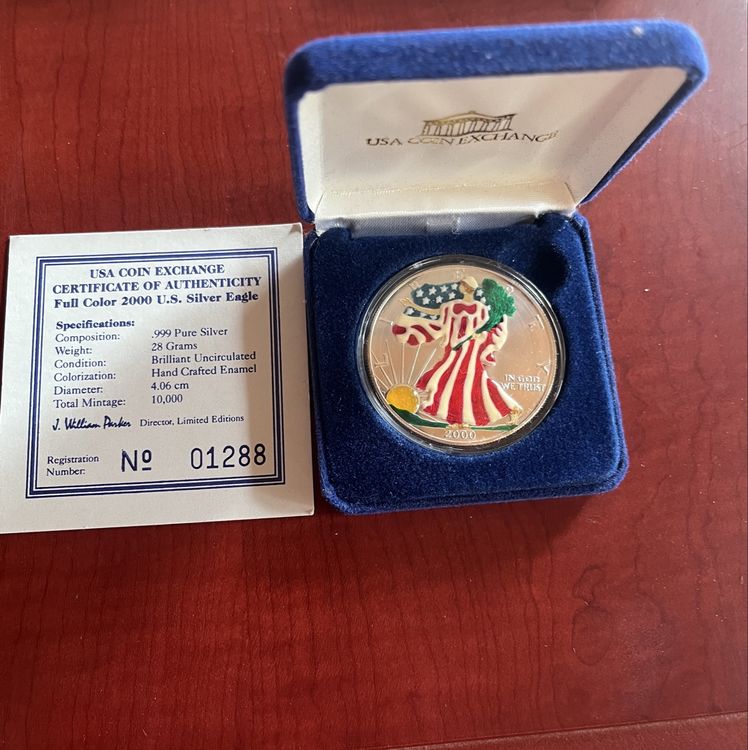 USA COIN EXCHANGE
USA COIN EXCHANGE
CERTIFICATE OF AUTHENTICITY
Full Color 2000 U.S. Silver Eagle
Specifications:
Composition: .999 Pure Silver
Weight: 28 Grams
Condition: Brilliant Uncirculated
Colorization: Hand Crafted Enamel
Diameter: 4.06 cm
Total Mintage: 10,000
J. William Parker Director, Limited Editions
Registration
Number: Nº 01288
IN GOD
WE TRUST
2000